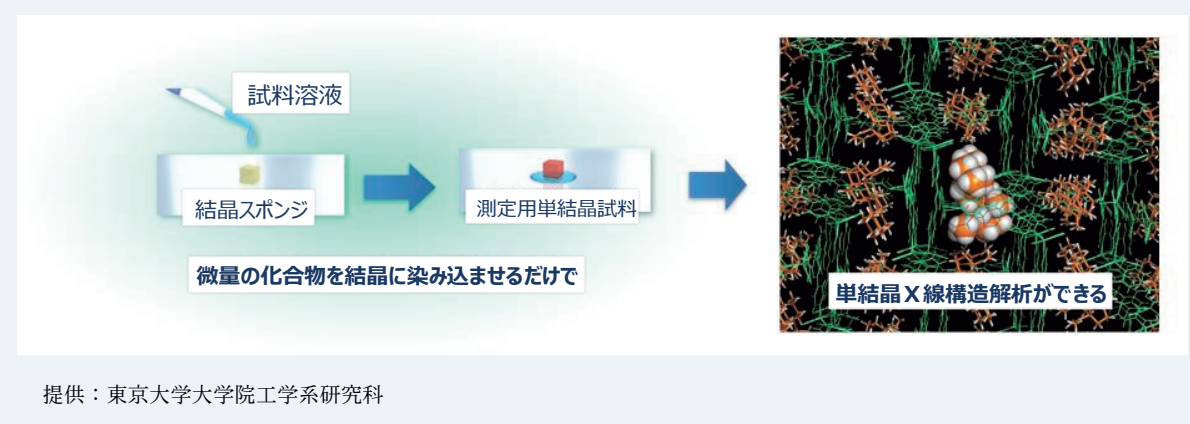 試料溶液
結晶スポンジ
測定用単結晶試料
微量の化合物を結晶に染み込ませるだけで
単結晶X線構造解析ができる
提供：東京大学大学院工学系研究科